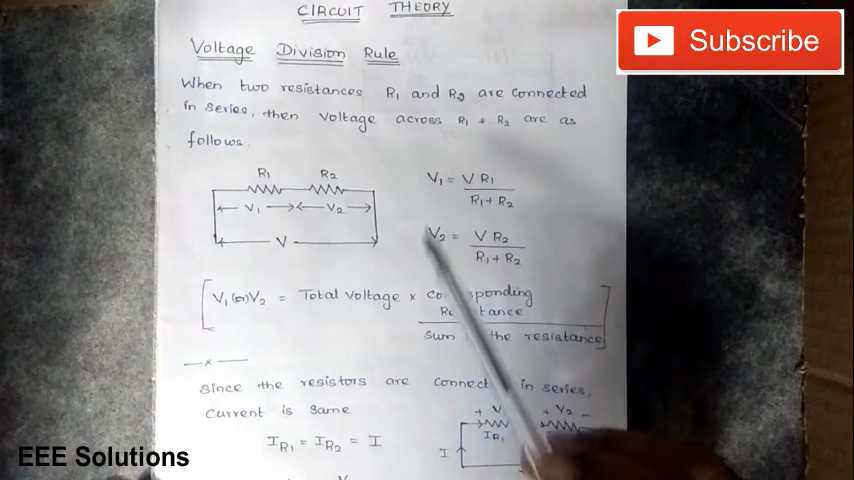 CIRCUIT THEORY
Subscribe
Voltage Division Rule
When two resistances R1 and R2 are connected
in series, then voltage across R1 & R2 are as
follows.
R1 R2
V1 V2
V
V1 = V R1
R1 + R2
V2 = V R2
R1 + R2
V1 (or) V2 = Total voltage × corresponding
sum the resistance
— x —
Since the resistors are connect in series,
current is same
+ V + V2 -
IR1
I
IR1 = IR2 = I
V
EEE Solutions